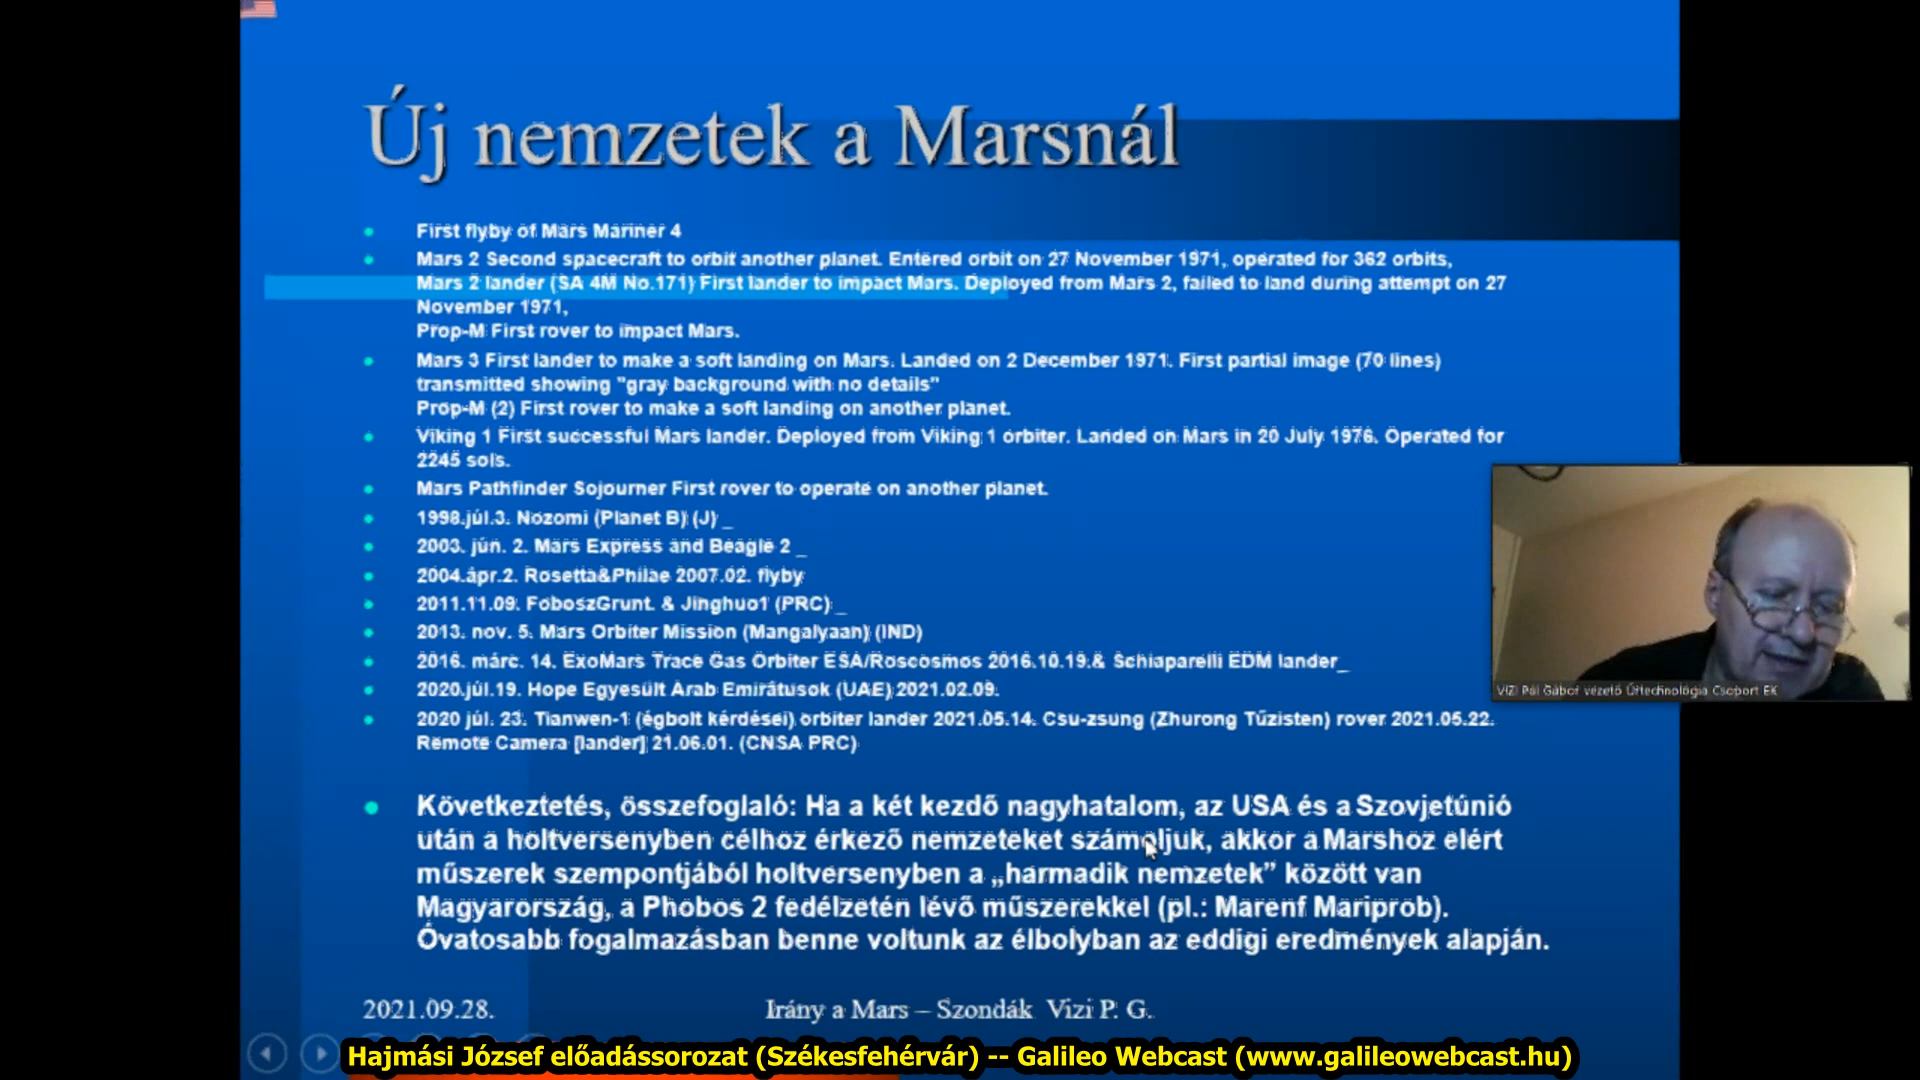 Új nemzetek a Marsnál
First flyby of Mars Mariner 4
Mars 2 Second spacecraft to orbit another planet. Entered orbit on 27 November 1971, operated for 362 orbits,
Mars 2 lander (SA 4M No.171) First lander to impact Mars. Deployed from Mars 2, failed to land during attempt on 27
November 1971,
Prop-M First rover to impact Mars.
Mars 3 First lander to make a soft landing on Mars. Landed on 2 December 1971. First partial image (70 lines)
transmitted showing "gray background with no details"
Prop-M (2) First rover to make a soft landing on another planet.
Viking 1 First successful Mars lander. Deployed from Viking 1 orbiter. Landed on Mars in 20 July 1976. Operated for
2245 sols.
Mars Pathfinder Sojourner First rover to operate on another planet.
1998.júl.3. Nozomi (Planet B) (J) _
2003. jún. 2. Mars Express and Beagle 2 _
2004.ápr.2. Rosetta&Philae 2007.02. flyby
2011.11.09. FoboszGrunt. & Jinghuo1 (PRC) _
2013. nov. 5. Mars Orbiter Mission (Mangalyaan) (IND)
2016. márc. 14. ExoMars Trace Gas Orbiter ESA/Roscosmos 2016.10.19.& Schiaparelli EDM lander_
2020.júl.19. Hope Egyesült Arab Emirátusok (UAE) 2021.02.09.
2020 júl. 23. Tianwen-1 (égbolt kérdései) orbiter lander 2021.05.14. Csu-zsung (Zhurong Tűzisten) rover 2021.05.22.
Remote Camera [lander] 21.06.01. (CNSA PRC)
Következtetés, összefoglaló: Ha a két kezdő nagyhatalom, az USA és a Szovjetúnió
után a holtversenyben célhoz érkező nemzeteket számoljuk, akkor a Marshoz elért
műszerek szempontjából holtversenyben a „harmadik nemzetek” között van
Magyarország, a Phobos 2 fedélzetén lévő műszerekkel (pl.: Marenf Mariprob).
Óvatosabb fogalmazásban benne voltunk az élbolyban az eddigi eredmények alapján.
VIZI Pál Gábor vezető Űrtechnológia Csoport EK
2021.09.28.
Irány a Mars – Szondák Vizi P. G.
Hajmási József előadássorozat (Székesfehérvár) -- Galileo Webcast (www.galileowebcast.hu)